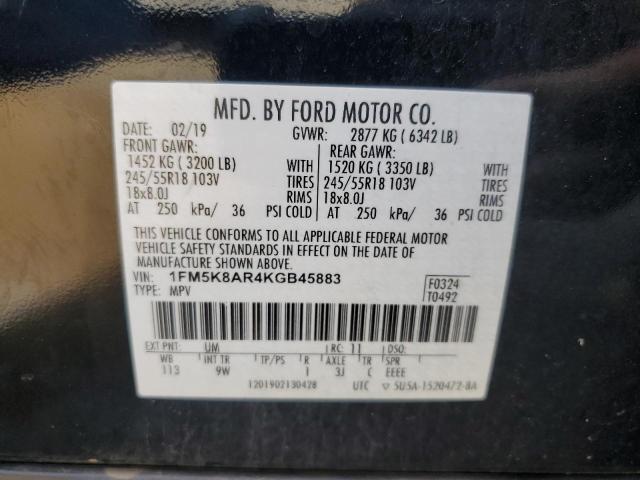 MFD. BY FORD MOTOR CO.
DATE: 02/19 GVWR: 2877 KG ( 6342 LB)
FRONT GAWR: REAR GAWR:
1452 KG ( 3200 LB) WITH 1520 KG ( 3350 LB) WITH
245/55R18 103V TIRES 245/55R18 103V TIRES
18x8.0J RIMS 18x8.0J RIMS
AT 250 kPa/ 36 PSI COLD AT 250 kPa/ 36 PSI COLD
THIS VEHICLE CONFORMS TO ALL APPLICABLE FEDERAL MOTOR
VEHICLE SAFETY STANDARDS IN EFFECT ON THE DATE OF
MANUFACTURE SHOWN ABOVE.
VIN: 1FM5K8AR4KGB45883 F0324
TYPE: MPV T0492
EXT PNT: UM RC: 11 DSO:
WB INT TR TP/PS R AXLE TR SPR
113 9W I 3J C EEEE
1201902130428 UTC ▽ 5U5A-1520472-BA